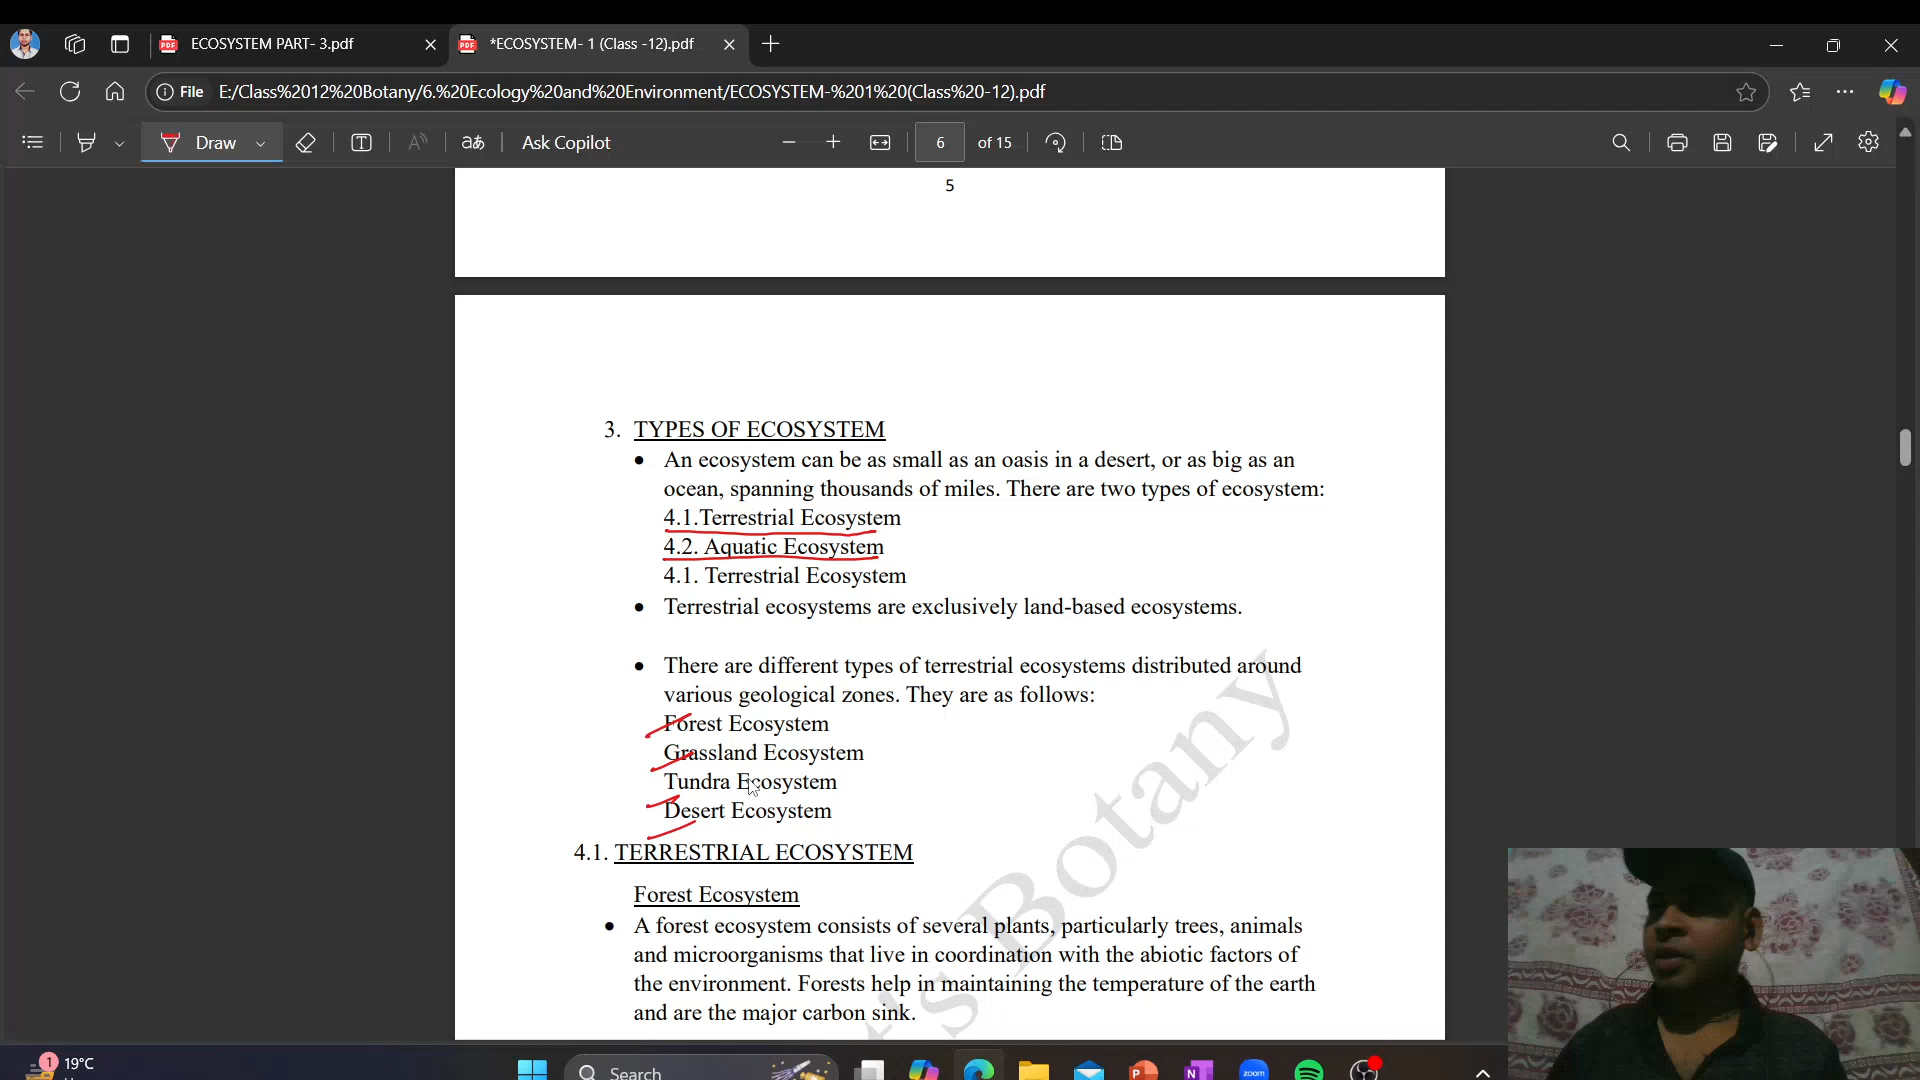 ECOSYSTEM PART- 3.pdf
*ECOSYSTEM- 1 (Class -12).pdf
File
E:/Class%2012%20Botany/6.%20Ecology%20and%20Environment/ECOSYSTEM-%201%20(Class%20-12).pdf
Draw
aあ
Ask Copilot
6
of 15
5
3. TYPES OF ECOSYSTEM
• An ecosystem can be as small as an oasis in a desert, or as big as an
ocean, spanning thousands of miles. There are two types of ecosystem:
4.1.Terrestrial Ecosystem
4.2. Aquatic Ecosystem
4.1. Terrestrial Ecosystem
• Terrestrial ecosystems are exclusively land-based ecosystems.
• There are different types of terrestrial ecosystems distributed around
various geological zones. They are as follows:
Forest Ecosystem
Grassland Ecosystem
Tundra Ecosystem
Desert Ecosystem
4.1. TERRESTRIAL ECOSYSTEM
Forest Ecosystem
• A forest ecosystem consists of several plants, particularly trees, animals
and microorganisms that live in coordination with the abiotic factors of
the environment. Forests help in maintaining the temperature of the earth
and are the major carbon sink.
't's Botany
1
19°C
Search
zoom